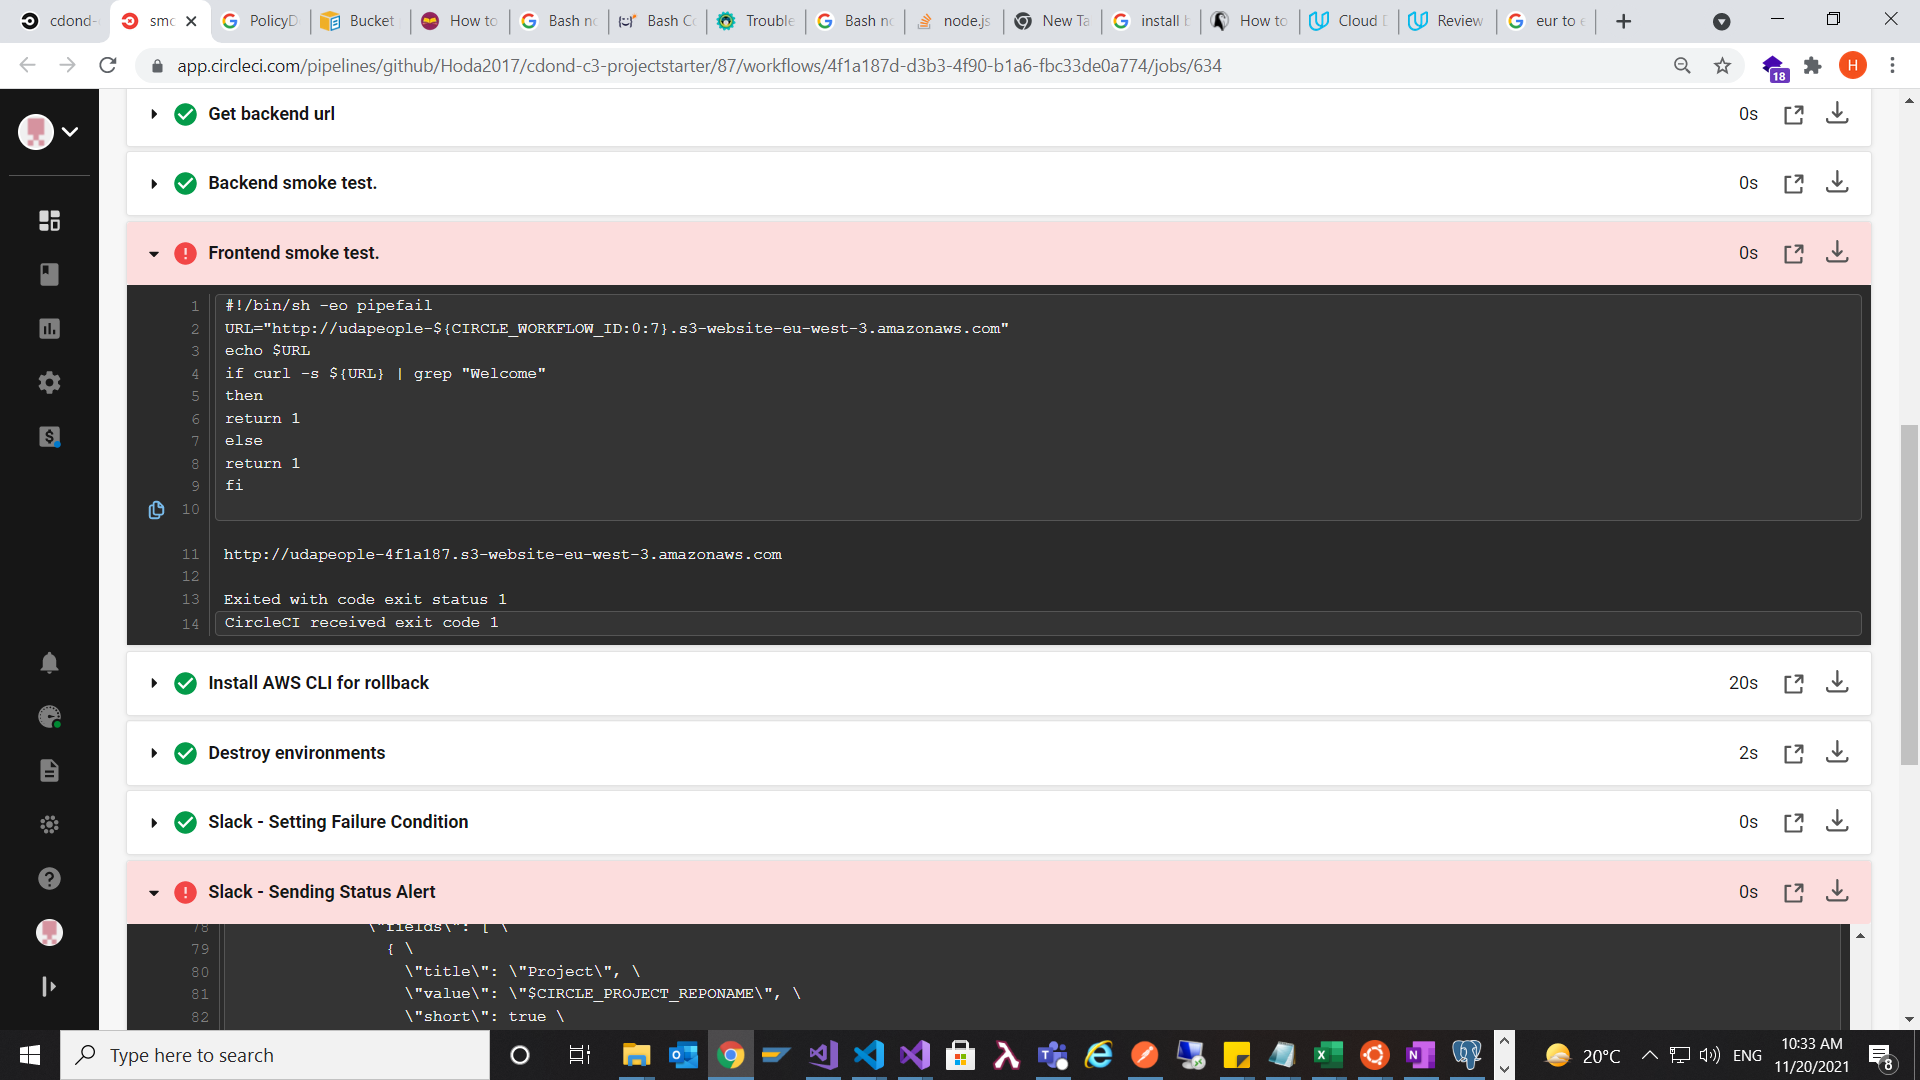 cdond-
smo
PolicyD
Bucket
How to
Bash no
Bash Co
Trouble
Bash no
node.js
New Ta
install b
How to
Cloud D
Review
eur to e
app.circleci.com/pipelines/github/Hoda2017/cdond-c3-projectstarter/87/workflows/4f1a187d-d3b3-4f90-b1a6-fbc33de0a774/jobs/634
18
H
Get backend url 0s
Backend smoke test. 0s
Frontend smoke test. 0s
1 #!/bin/sh -eo pipefail
2 URL="http://udapeople-${CIRCLE_WORKFLOW_ID:0:7}.s3-website-eu-west-3.amazonaws.com"
3 echo $URL
4 if curl -s ${URL} | grep "Welcome"
5 then
6 return 1
7 else
8 return 1
9 fi
10
11 http://udapeople-4f1a187.s3-website-eu-west-3.amazonaws.com
12
13 Exited with code exit status 1
14 CircleCI received exit code 1
Install AWS CLI for rollback 20s
Destroy environments 2s
Slack - Setting Failure Condition 0s
Slack - Sending Status Alert 0s
78 \"fields\": [ \
79 { \
80 \"title\": \"Project\", \
81 \"value\": \"$CIRCLE_PROJECT_REPONAME\", \
82 \"short\": true \
Type here to search
20°C
ENG
10:33 AM
11/20/2021
8